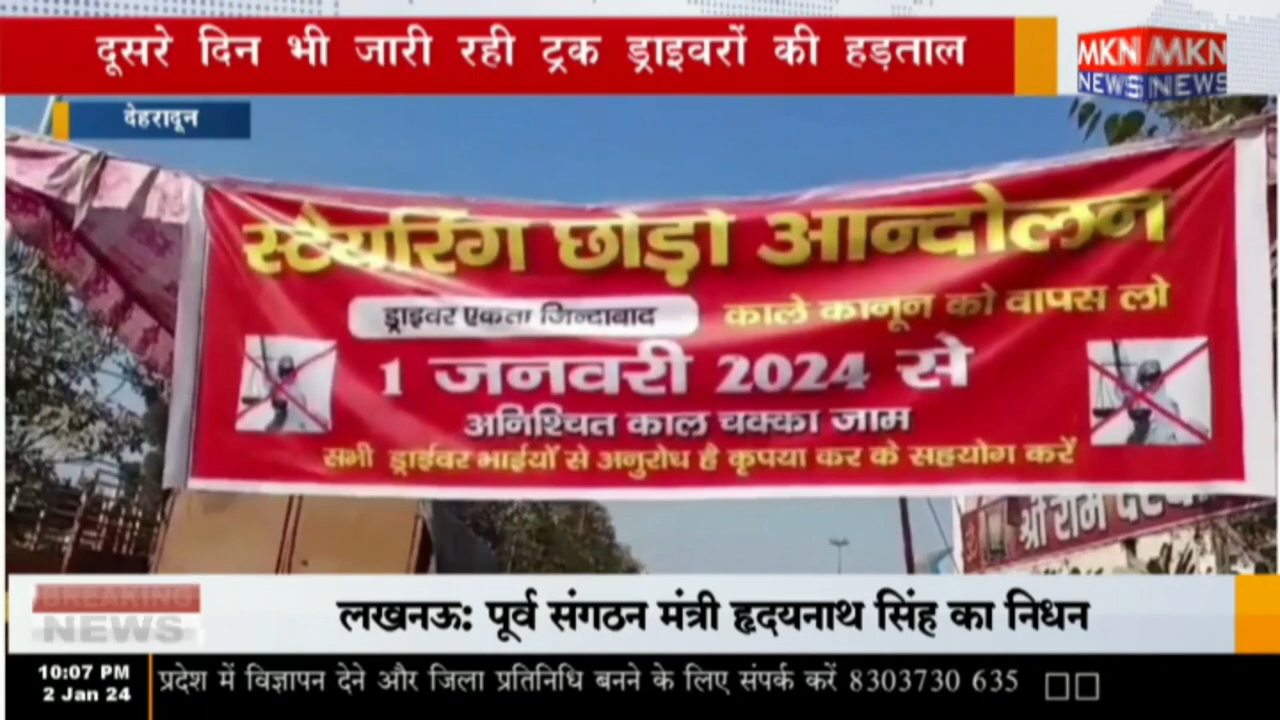 दूसरे दिन भी जारी रही ट्रक ड्राइवरों की हड़ताल
MKN MKN
NEWS NEWS
देहरादून
स्टैयरिंग छोड़ो आन्दोलन
ड्राइवर एकता जिन्दाबाद काले कानून को वापस लो
1 जनवरी 2024 से
अनिश्चित काल चक्का जाम
सभी ड्राईवर भाईयों से अनुरोध है कृपया कर के सहयोग करें
श्री राम
BREAKING
NEWS
लखनऊ: पूर्व संगठन मंत्री हृदयनाथ सिंह का निधन
10:07 PM
2 Jan 24
प्रदेश में विज्ञापन देने और जिला प्रतिनिधि बनने के लिए संपर्क करें 8303730 635